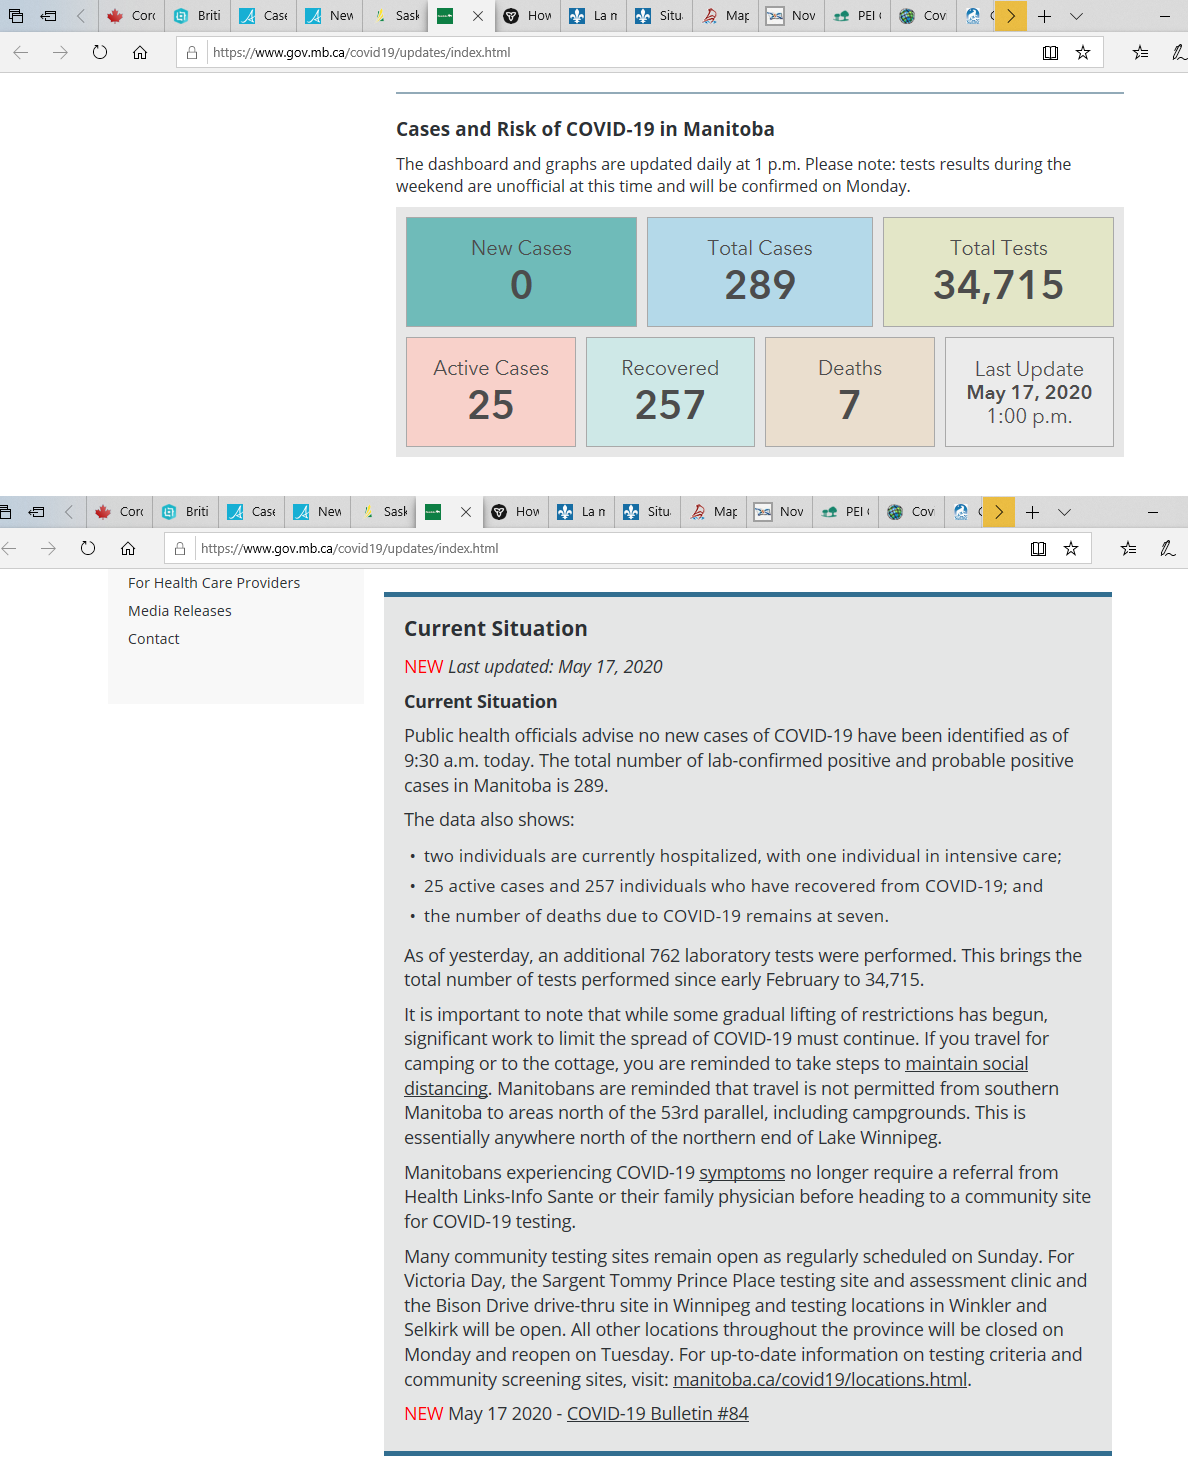 Coro
Briti
Case
New
Sask
How
La m
Situ
Map
Nov
PEI
Cov
https://www.gov.mb.ca/covid19/updates/index.html
Cases and Risk of COVID-19 in Manitoba
The dashboard and graphs are updated daily at 1 p.m. Please note: tests results during the
weekend are unofficial at this time and will be confirmed on Monday.
New Cases
0
Total Cases
289
Total Tests
34,715
Active Cases
25
Recovered
257
Deaths
7
Last Update
May 17, 2020
1:00 p.m.
Coro
Briti
Case
New
Sask
How
La m
Situ
Map
Nov
PEI
Cov
https://www.gov.mb.ca/covid19/updates/index.html
For Health Care Providers
Media Releases
Contact
Current Situation
NEW Last updated: May 17, 2020
Current Situation
Public health officials advise no new cases of COVID-19 have been identified as of
9:30 a.m. today. The total number of lab-confirmed positive and probable positive
cases in Manitoba is 289.
The data also shows:
• two individuals are currently hospitalized, with one individual in intensive care;
• 25 active cases and 257 individuals who have recovered from COVID-19; and
• the number of deaths due to COVID-19 remains at seven.
As of yesterday, an additional 762 laboratory tests were performed. This brings the
total number of tests performed since early February to 34,715.
It is important to note that while some gradual lifting of restrictions has begun,
significant work to limit the spread of COVID-19 must continue. If you travel for
camping or to the cottage, you are reminded to take steps to maintain social
distancing. Manitobans are reminded that travel is not permitted from southern
Manitoba to areas north of the 53rd parallel, including campgrounds. This is
essentially anywhere north of the northern end of Lake Winnipeg.
Manitobans experiencing COVID-19 symptoms no longer require a referral from
Health Links-Info Sante or their family physician before heading to a community site
for COVID-19 testing.
Many community testing sites remain open as regularly scheduled on Sunday. For
Victoria Day, the Sargent Tommy Prince Place testing site and assessment clinic and
the Bison Drive drive-thru site in Winnipeg and testing locations in Winkler and
Selkirk will be open. All other locations throughout the province will be closed on
Monday and reopen on Tuesday. For up-to-date information on testing criteria and
community screening sites, visit: manitoba.ca/covid19/locations.html.
NEW May 17 2020 - COVID-19 Bulletin #84